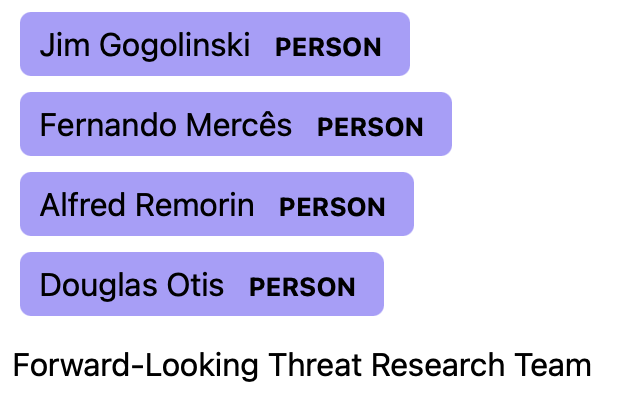 Jim Gogolinski PERSON
Fernando Mercês PERSON
Alfred Remorin PERSON
Douglas Otis PERSON
Forward-Looking Threat Research Team